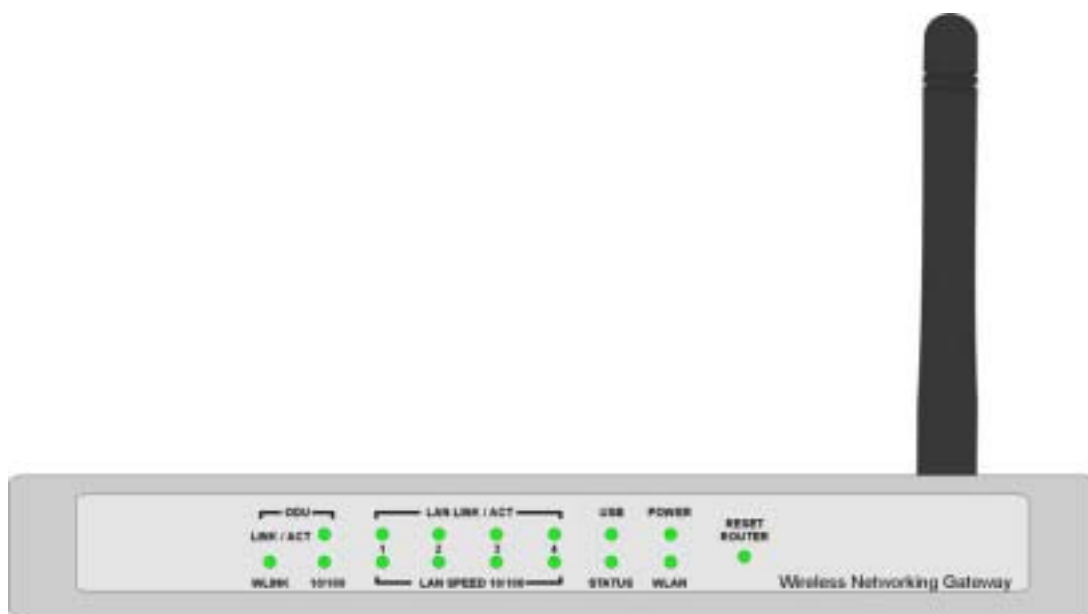 ODU
LAN LINK / ACT
USB
POWER
RESET
ROUTER
LINK / ACT
1 2 3 4
WLINK
10/100
LAN SPEED 10/100
STATUS
WLAN
Wireless Networking Gateway